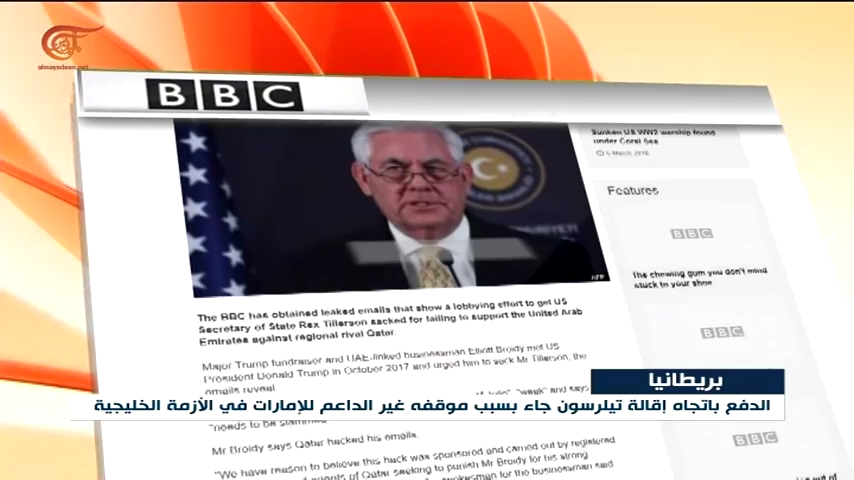 الميادين
almayadeen.net
BBC
AFP
The BBC has obtained leaked emails that show a lobbying effort to get US
Secretary of State Rex Tillerson sacked for failing to support the United Arab
Emirates against regional rival Qatar.
Major Trump fundraiser and UAE-linked businessman Elliott Broidy met US
President Donald Trump in October 2017 and urged him to sack Mr Tillerson, the
emails reveal.
"weak" and says
"needs to be slammed
Mr Broidy says Qatar hacked his emails.
"We have reason to believe this hack was sponsored and carried out by registered
agents of Qatar seeking to punish Mr Broidy for his strong
spokesman for the businessman said
Sunken US WW2 warship found
under Coral Sea
6 March 2018
Features
BBC
The chewing gum you don't mind
stuck to your shoe
BBC
BBC
بريطانيا
الدفع باتجاه إقالة تيلرسون جاء بسبب موقفه غير الداعم للإمارات في الأزمة الخليجية